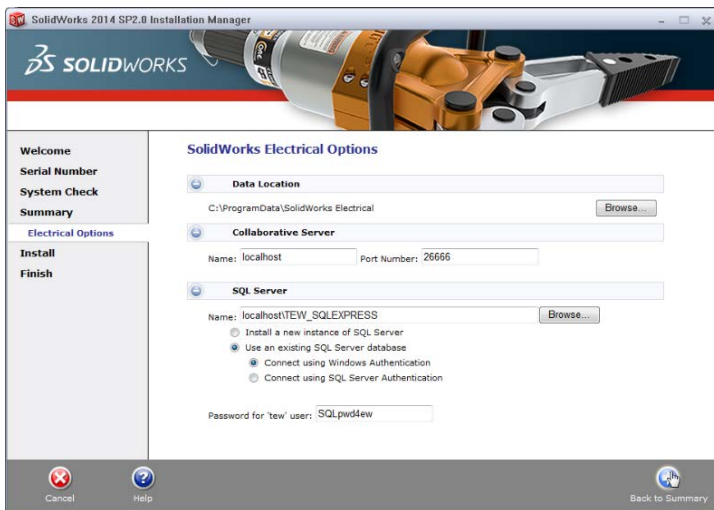 SolidWorks 2014 SP2.0 Installation Manager
SOLIDWORKS
Welcome
Serial Number
System Check
Summary
Electrical Options
Install
Finish
SolidWorks Electrical Options
Data Location
C:\ProgramData\SolidWorks Electrical
Browse...
Collaborative Server
Name: localhost Port Number: 26666
SQL Server
Name: localhost\TEW_SQLEXPRESS Browse...
Install a new instance of SQL Server
Use an existing SQL Server database
Connect using Windows Authentication
Connect using SQL Server Authentication
Password for 'tew' user: SQLpwd4ew
Cancel
Help
Back to Summary